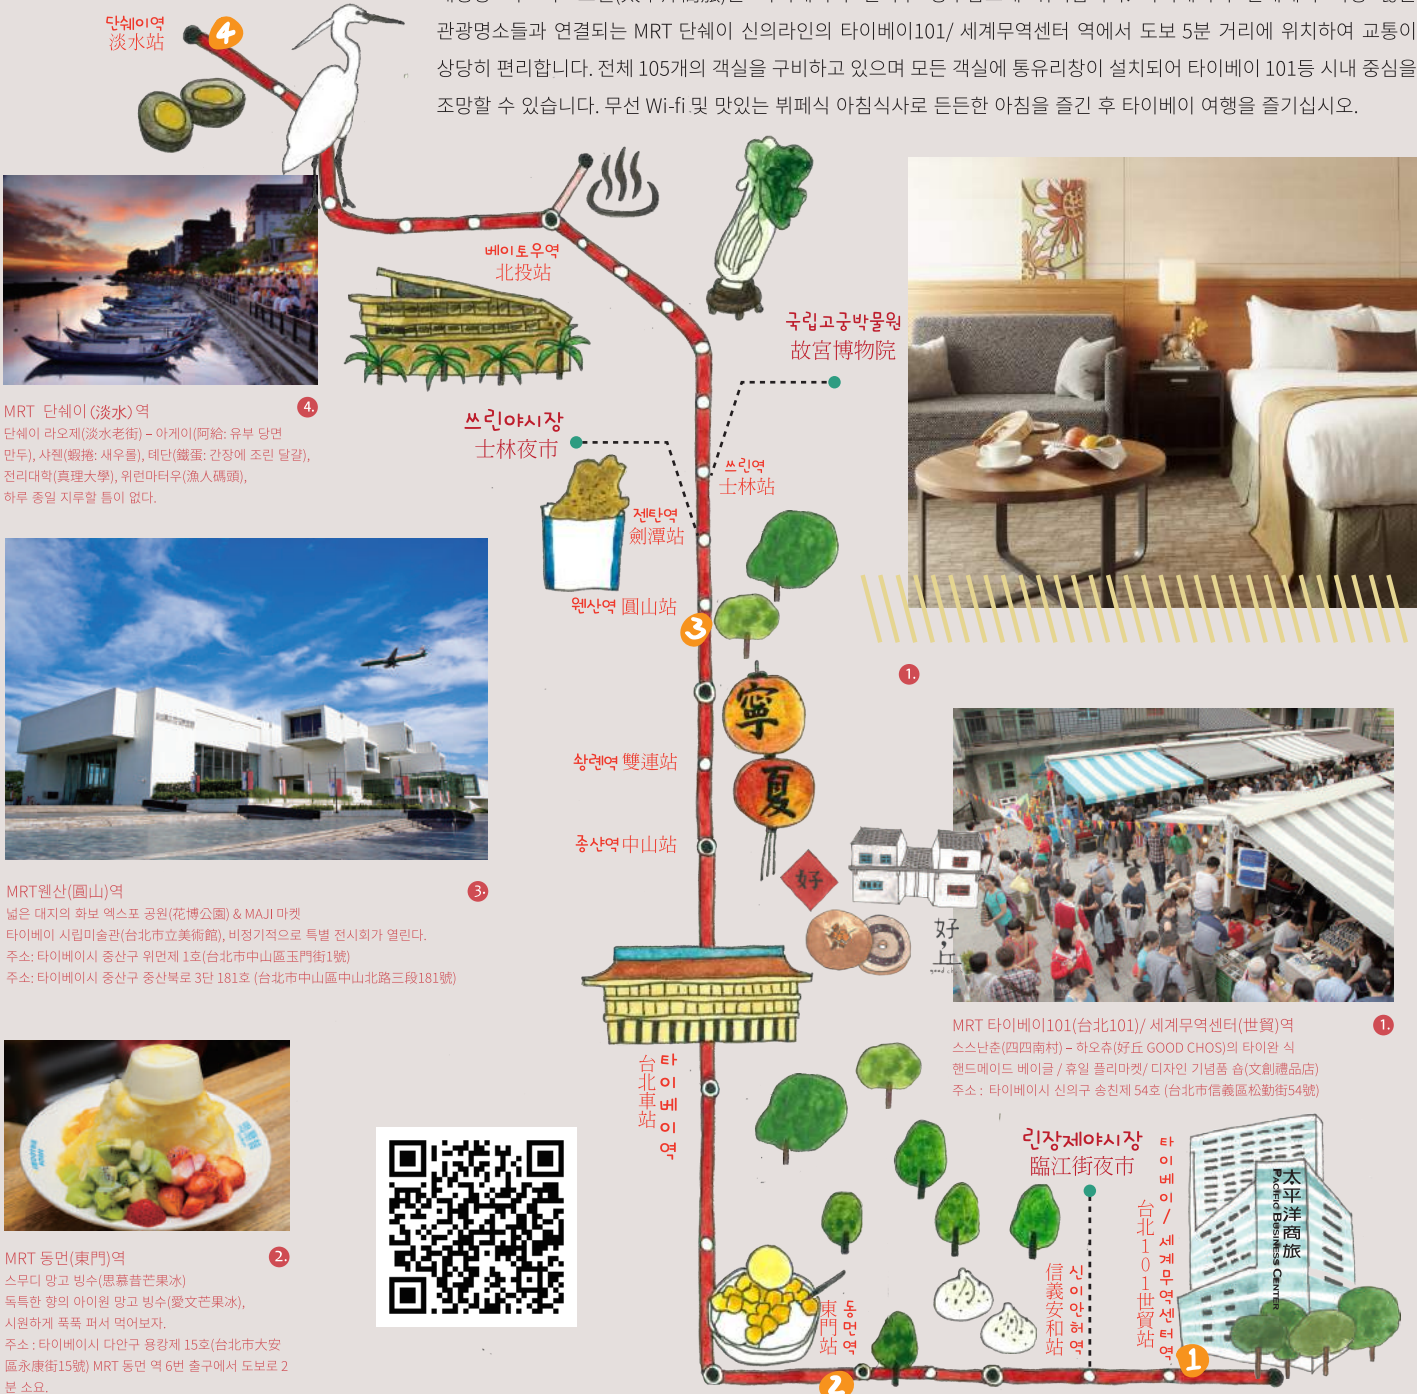 관광명소들과 연결되는 MRT 단쉐이 신의라인의 타이베이101/ 세계무역센터 역에서 도보 5분 거리에 위치하여 교통이
상당히 편리합니다. 전체 105개의 객실을 구비하고 있으며 모든 객실에 통유리창이 설치되어 타이베이 101등 시내 중심을
조망할 수 있습니다. 무선 Wi-fi 및 맛있는 뷔페식 아침식사로 든든한 아침을 즐긴 후 타이베이 여행을 즐기십시오.
단쉐이역
淡水站
4
베이토우역
北投站
국립고궁박물원
故宮博物院
쓰린야시장
士林夜市
쓰린역
士林站
젠탄역
劍潭站
웬산역 圓山站
3
MRT 단쉐이(淡水)역
4.
단쉐이 라오제(淡水老街) – 아게이(阿給: 유부 당면
만두), 샤쥔(蝦捲: 새우롤), 톄단(鐵蛋: 간장에 조린 달걀),
전리대학(真理大學), 위런마터우(漁人碼頭),
하루 종일 지루할 틈이 없다.
1.
寧
夏
솽롄역 雙連站
중산역 中山站
好
好,丘
MRT웬산(圓山)역
3.
넓은 대지의 화보 엑스포 공원(花博公園) & MAJI 마켓
타이베이 시립미술관(台北市立美術館), 비정기적으로 특별 전시회가 열린다.
주소: 타이베이시 중산구 위먼제 1호(台北市中山區玉門街1號)
주소: 타이베이시 중산구 중산북로 3단 181호 (台北市中山區中山北路三段181號)
MRT 타이베이101(台北101)/ 세계무역센터(世貿)역
1.
스스난춘(四四南村) – 하오츄(好丘 GOOD CHOS)의 타이완 식
핸드메이드 베이글 / 휴일 플리마켓/ 디자인 기념품 숍(文創禮品店)
주소 : 타이베이시 신의구 송친제 54호 (台北市信義區松勤街54號)
타이베이역
台北車站
린장제야시장
臨江街夜市
타이베이/ 세계무역센터역
台北101世貿站
太平洋商旅
PACIFIC BUSINESS CENTER
신이안허역
信義安和站
동먼역
東門站
1
2
MRT 동먼(東門)역
2.
스무디 망고 빙수(思慕昔芒果冰)
독특한 향의 아이원 망고 빙수(愛文芒果冰),
시원하게 푹푹 퍼서 먹어보자.
주소 : 타이베이시 다안구 용캉제 15호(台北市大安
區永康街15號) MRT 동먼 역 6번 출구에서 도보로 2
분 소요.